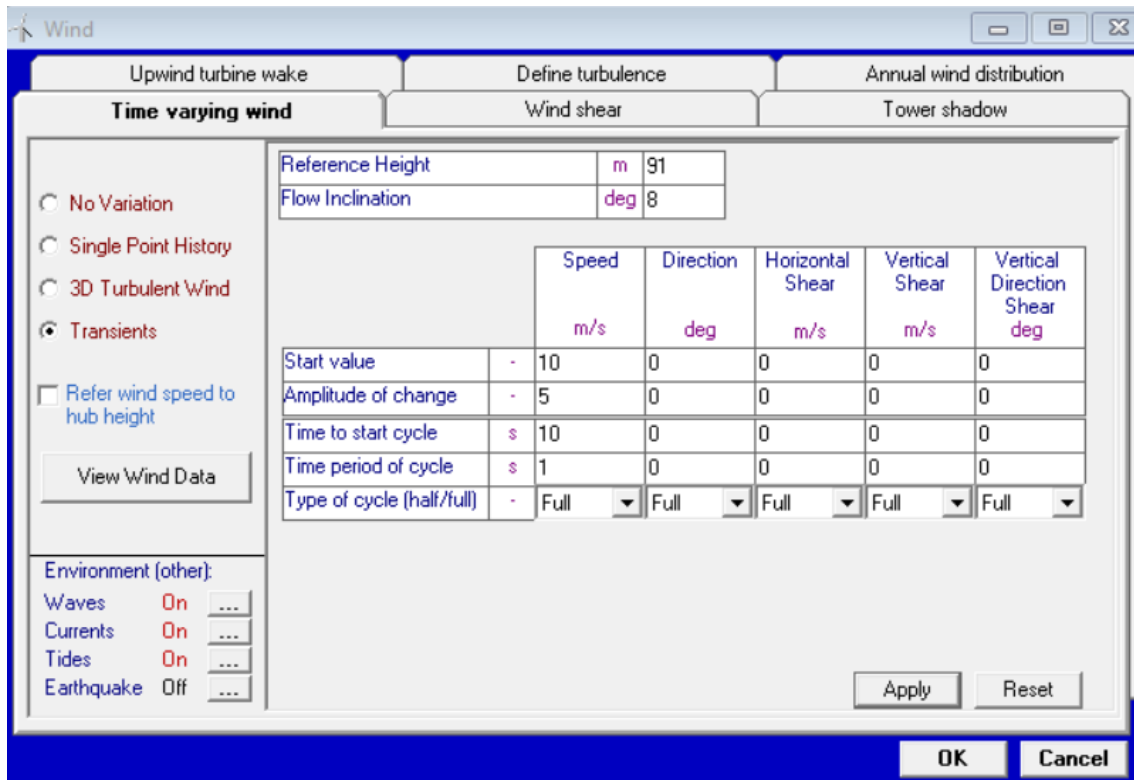 Wind
Upwind turbine wake Define turbulence Annual wind distribution
Time varying wind Wind shear Tower shadow
No Variation
Single Point History
3D Turbulent Wind
Transients
Refer wind speed to
hub height
View Wind Data
Environment (other):
Waves On ...
Currents On ...
Tides On ...
Earthquake Off ...
Reference Height m 91
Flow Inclination deg 8
Speed Direction Horizontal Vertical Vertical
Shear Shear Direction
Shear
m/s deg m/s m/s deg
Start value - 10 0 0 0 0
Amplitude of change - 5 0 0 0 0
Time to start cycle s 10 0 0 0 0
Time period of cycle s 1 0 0 0 0
Type of cycle (half/full) - Full Full Full Full Full
Apply Reset
OK Cancel